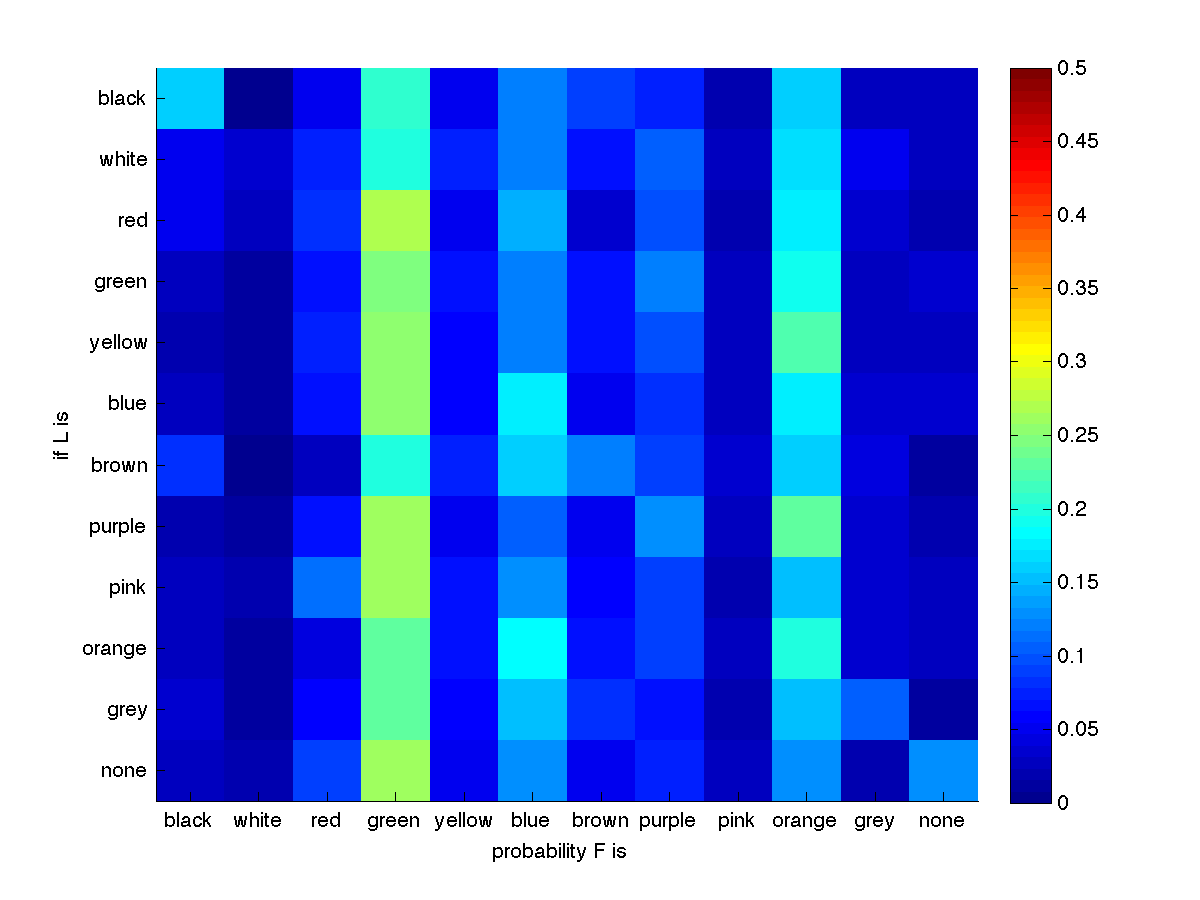 black
white
red
green
yellow
blue
brown
purple
pink
orange
grey
none
if L is
black white red green yellow blue brown purple pink orange grey none
probability F is
0.5
0.45
0.4
0.35
0.3
0.25
0.2
0.15
0.1
0.05
0